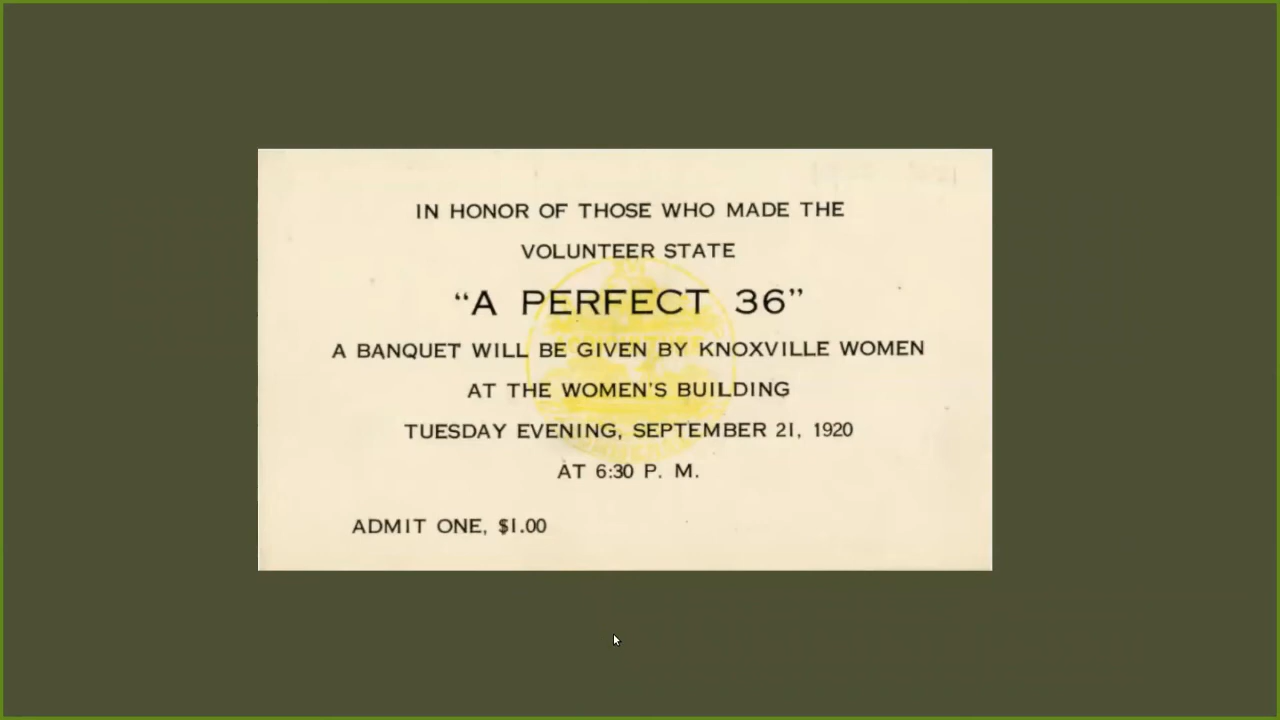 IN HONOR OF THOSE WHO MADE THE
VOLUNTEER STATE
“A PERFECT 36”
A BANQUET WILL BE GIVEN BY KNOXVILLE WOMEN
AT THE WOMEN'S BUILDING
TUESDAY EVENING, SEPTEMBER 21, 1920
AT 6:30 P. M.
ADMIT ONE, $1.00